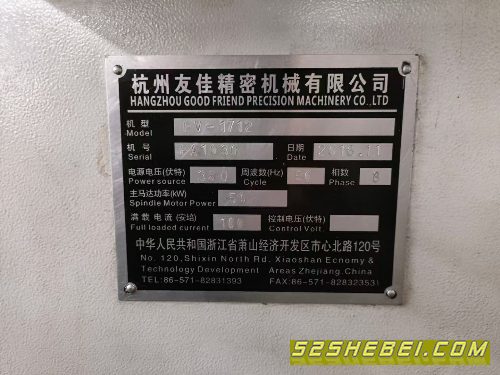 杭州友佳精密机械有限公司
HANGZHOU GOOD FRIEND PRECISION MACHINERY CO.,LTD
机型
Model
机号 日期
Serial Date
电源电压(伏特) 380 周波数(Hz) 相数
Power source Cycle Phase
主马达功率(kW)
Spindle Motor Power
满载电流(安培) 控制电压(伏特)
Full loaded current Control Volt.
中华人民共和国浙江省萧山经济开发区市心北路120号
No. 120,Shixin North Rd. Xiaoshan Ecnomy &
Technology Development Areas Zhejiang,China
TEL:86-571-82831393 FAX:86-571-82832353
52SHEBEI.COM